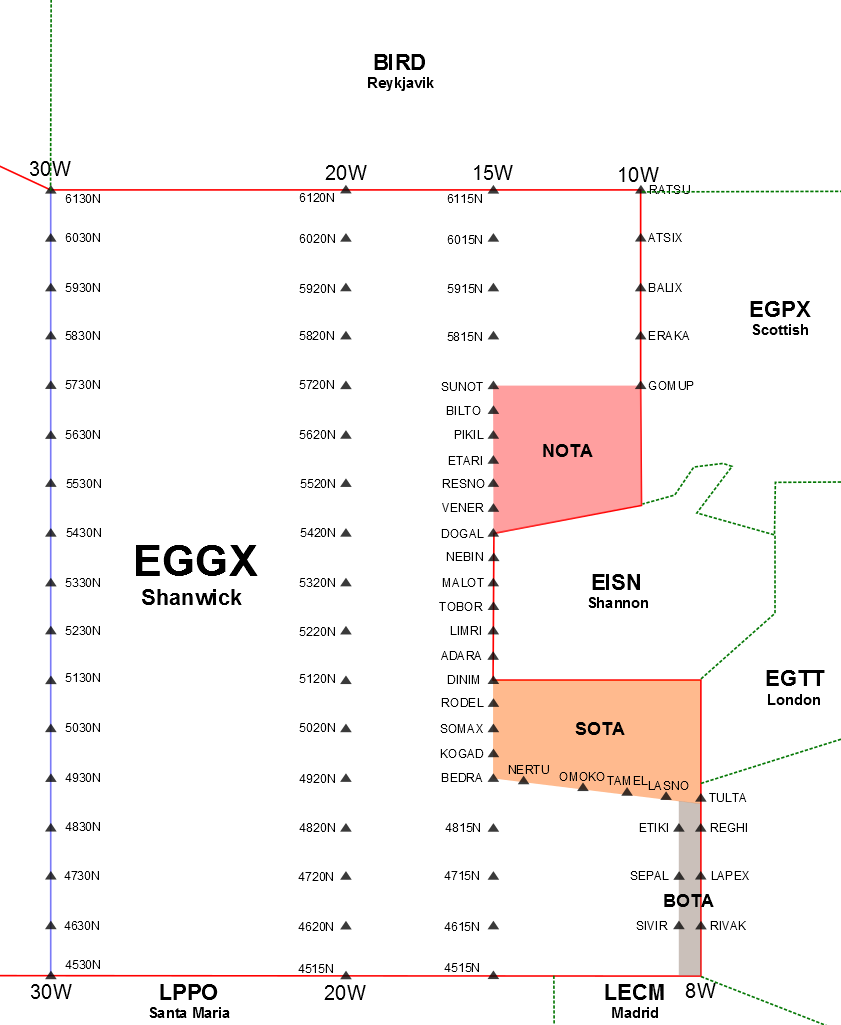 BIRD
Reykjavik
30W 20W 15W 10W
6130N 6120N 6115N RATSU
6030N 6020N 6015N ATSIX
5930N 5920N 5915N BALIX
EGPX
Scottish
5830N 5820N 5815N ERAKA
5730N 5720N SUNOT GOMUP
BILTO
5630N 5620N PIKIL
NOTA
ETARI
5530N 5520N RESNO
VENER
5430N 5420N DOGAL
EGGX
Shanwick
NEBIN
5330N 5320N MALOT
EISN
Shannon
TOBOR
5230N 5220N LIMRI
ADARA
5130N 5120N DINIM
EGTT
London
RODEL
5030N 5020N SOMAX
SOTA
KOGAD
4930N 4920N BEDRA
NERTU OMOKO TAMEL LASNO
TULTA
4830N 4820N 4815N ETIKI REGHI
4730N 4720N 4715N SEPAL LAPEX
BOTA
4630N 4620N 4615N SIVIR RIVAK
4530N 4515N 4515N
30W LPPO 20W LECM 8W
Santa Maria Madrid